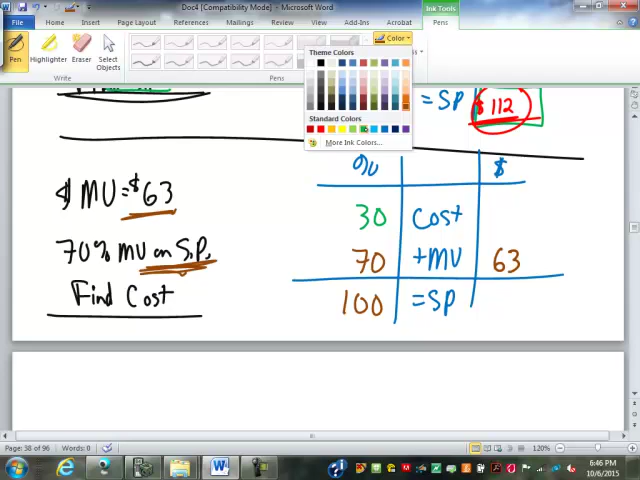 Doc4 [Compatibility Mode] - Microsoft Word
Ink Tools
File Home Insert Page Layout References Mailings Review View Add-Ins Acrobat Pens
Pen Highlighter Eraser Select Objects
Color
Write
Pens
Theme Colors
Standard Colors
More Ink Colors...
= SP $ 112
% $
MU = $63
30 Cost
70% MU on S.P.
70 +MU 63
Find Cost
100 = SP
Page: 38 of 96 Words: 0 120%
6:46 PM
10/6/2015